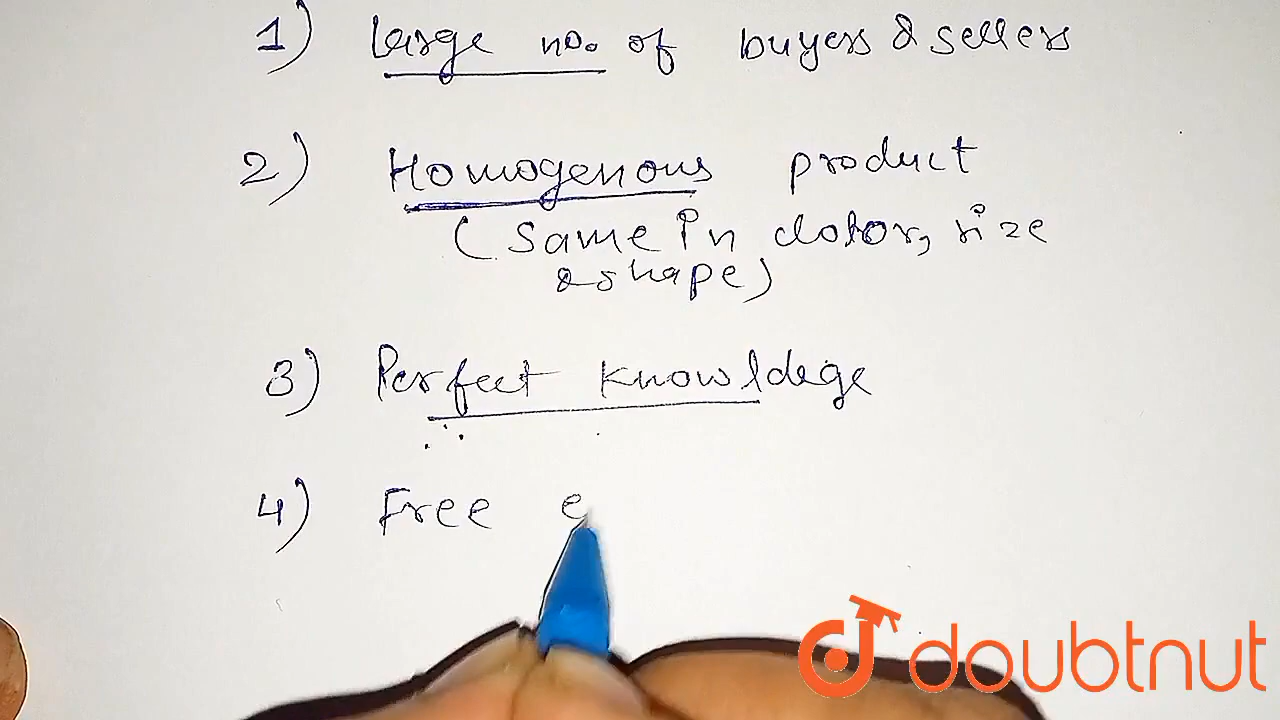 1) Large no. of buyers & sellers
2) Homogenous product
(Same in color, size
& shape)
3) Perfect Knowldege
4) Free e
doubtnut